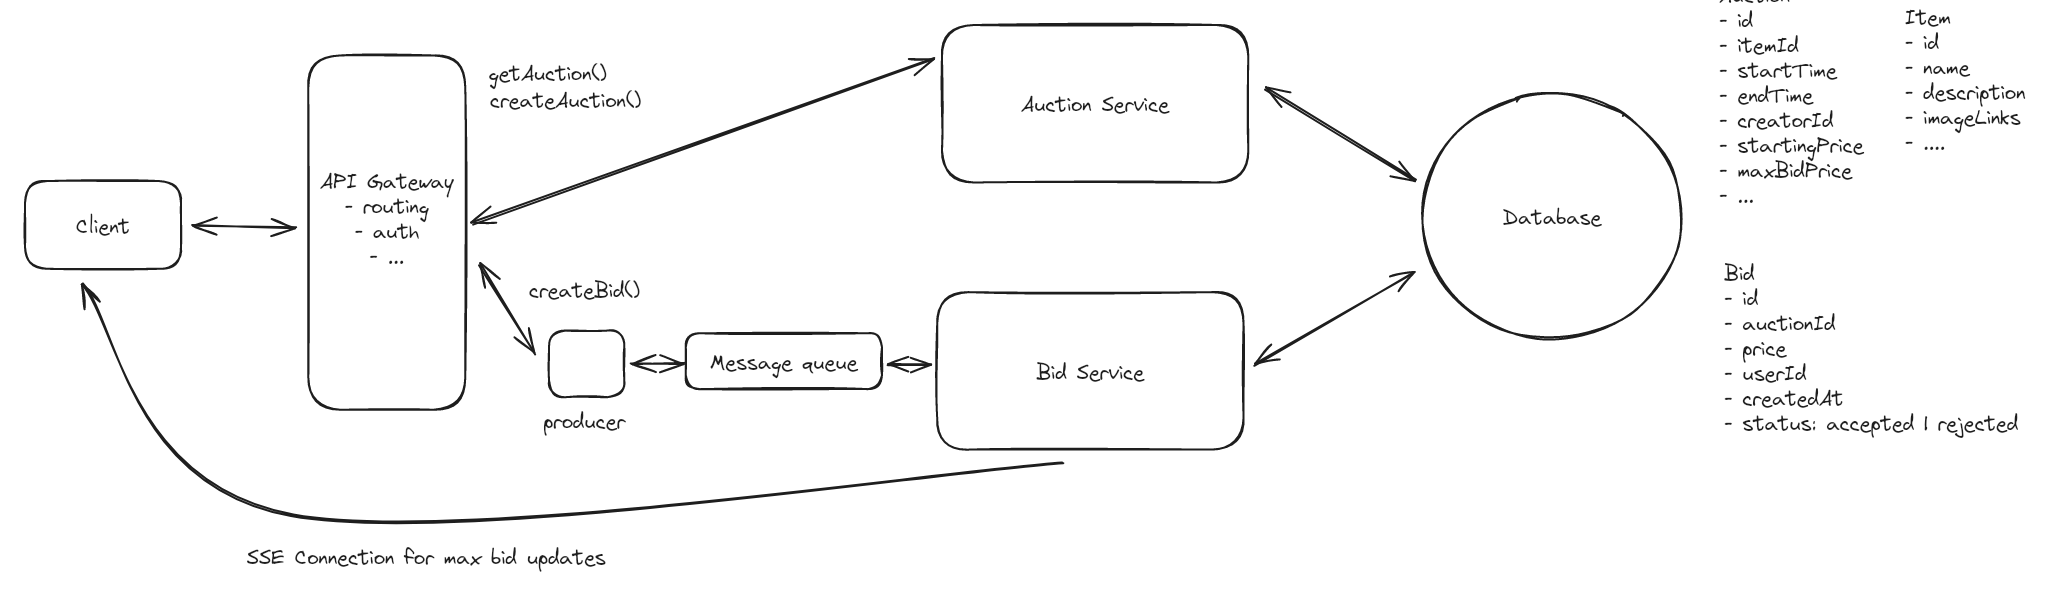 Client
API Gateway
- routing
- auth
- ...
getAuction()
createAuction()
createBid()
producer
Message queue
Auction Service
Bid Service
Database
SSE Connection for max bid updates
Auction
- id
- itemId
- startTime
- endTime
- creatorId
- startingPrice
- maxBidPrice
- ...
Item
- id
- name
- description
- imageLinks
- ....
Bid
- id
- auctionId
- price
- userId
- createdAt
- status: accepted | rejected